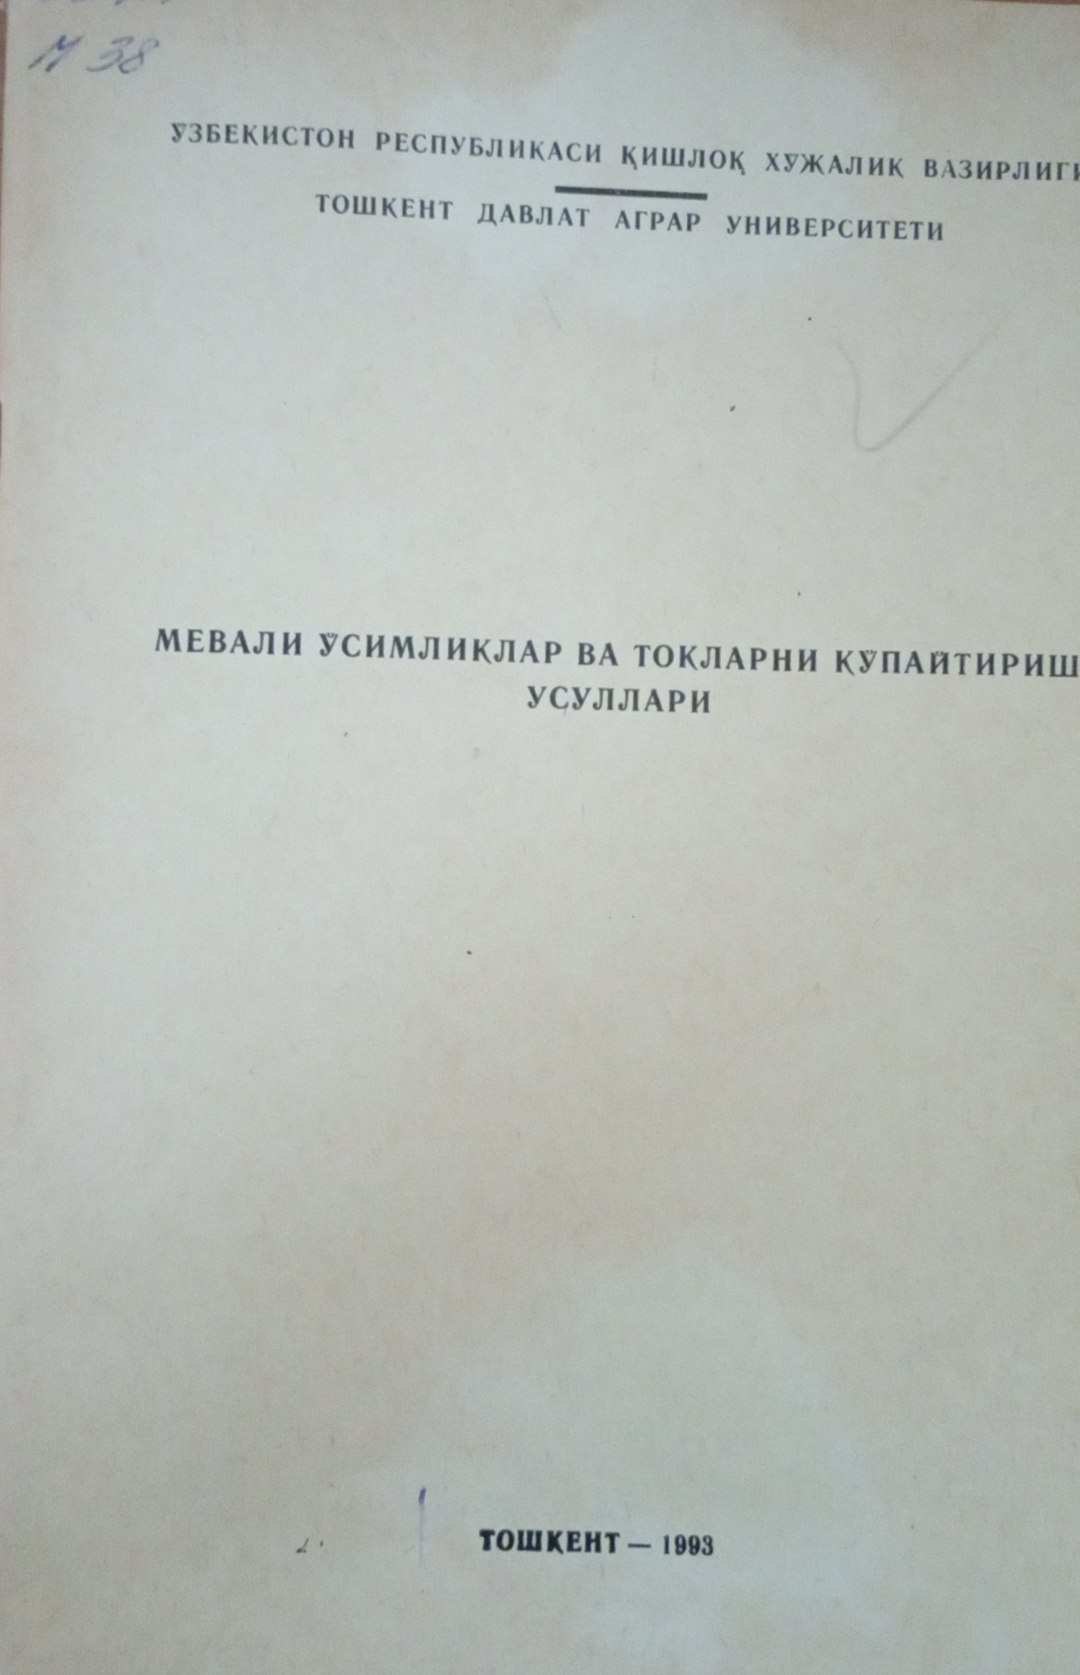 М 38
ЎЗБЕКИСТОН РЕСПУБЛИКАСИ ҚИШЛОҚ ХЎЖАЛИК ВАЗИРЛИГИ
ТОШКЕНТ ДАВЛАТ АГРАР УНИВЕРСИТЕТИ
МЕВАЛИ ЎСИМЛИКЛАР ВА ТОКЛАРНИ КЎПАЙТИРИШ
УСУЛЛАРИ
ТОШКЕНТ — 1993